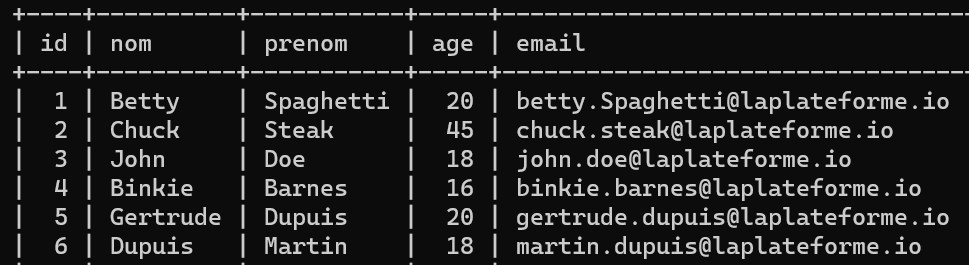 | id | nom | prenom | age | email
| 1 | Betty | Spaghetti | 20 | betty.Spaghetti@laplateforme.io
| 2 | Chuck | Steak | 45 | chuck.steak@laplateforme.io
| 3 | John | Doe | 18 | john.doe@laplateforme.io
| 4 | Binkie | Barnes | 16 | binkie.barnes@laplateforme.io
| 5 | Gertrude | Dupuis | 20 | gertrude.dupuis@laplateforme.io
| 6 | Dupuis | Martin | 18 | martin.dupuis@laplateforme.io